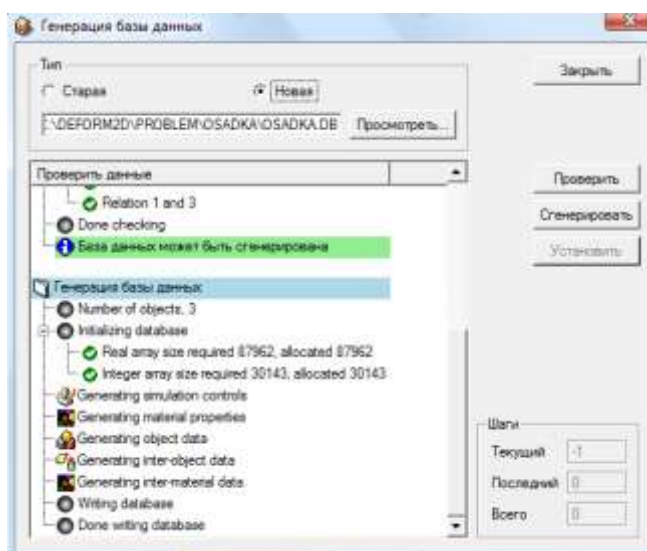 Генерация базы данных
Тип
Старая
Новая
:\DEFORM2D\PROBLEM\OSADKA\OSADKA.DB
Просмотреть...
Закрыть
Проверить данные
Relation 1 and 3
Done checking
База данных может быть сгенерирована
Проверить
Сгенерировать
Установить
Генерация базы данных
Number of objects, 3
Initializing database
Real array size required 87962, allocated 87962
Integer array size required 30143, allocated 30143
Generating simulation controls
Generating material properties
Generating object data
Generating inter-object data
Generating inter-material data
Writing database
Done writing database
Шаги
Текущий -1
Последний 0
Всего 0